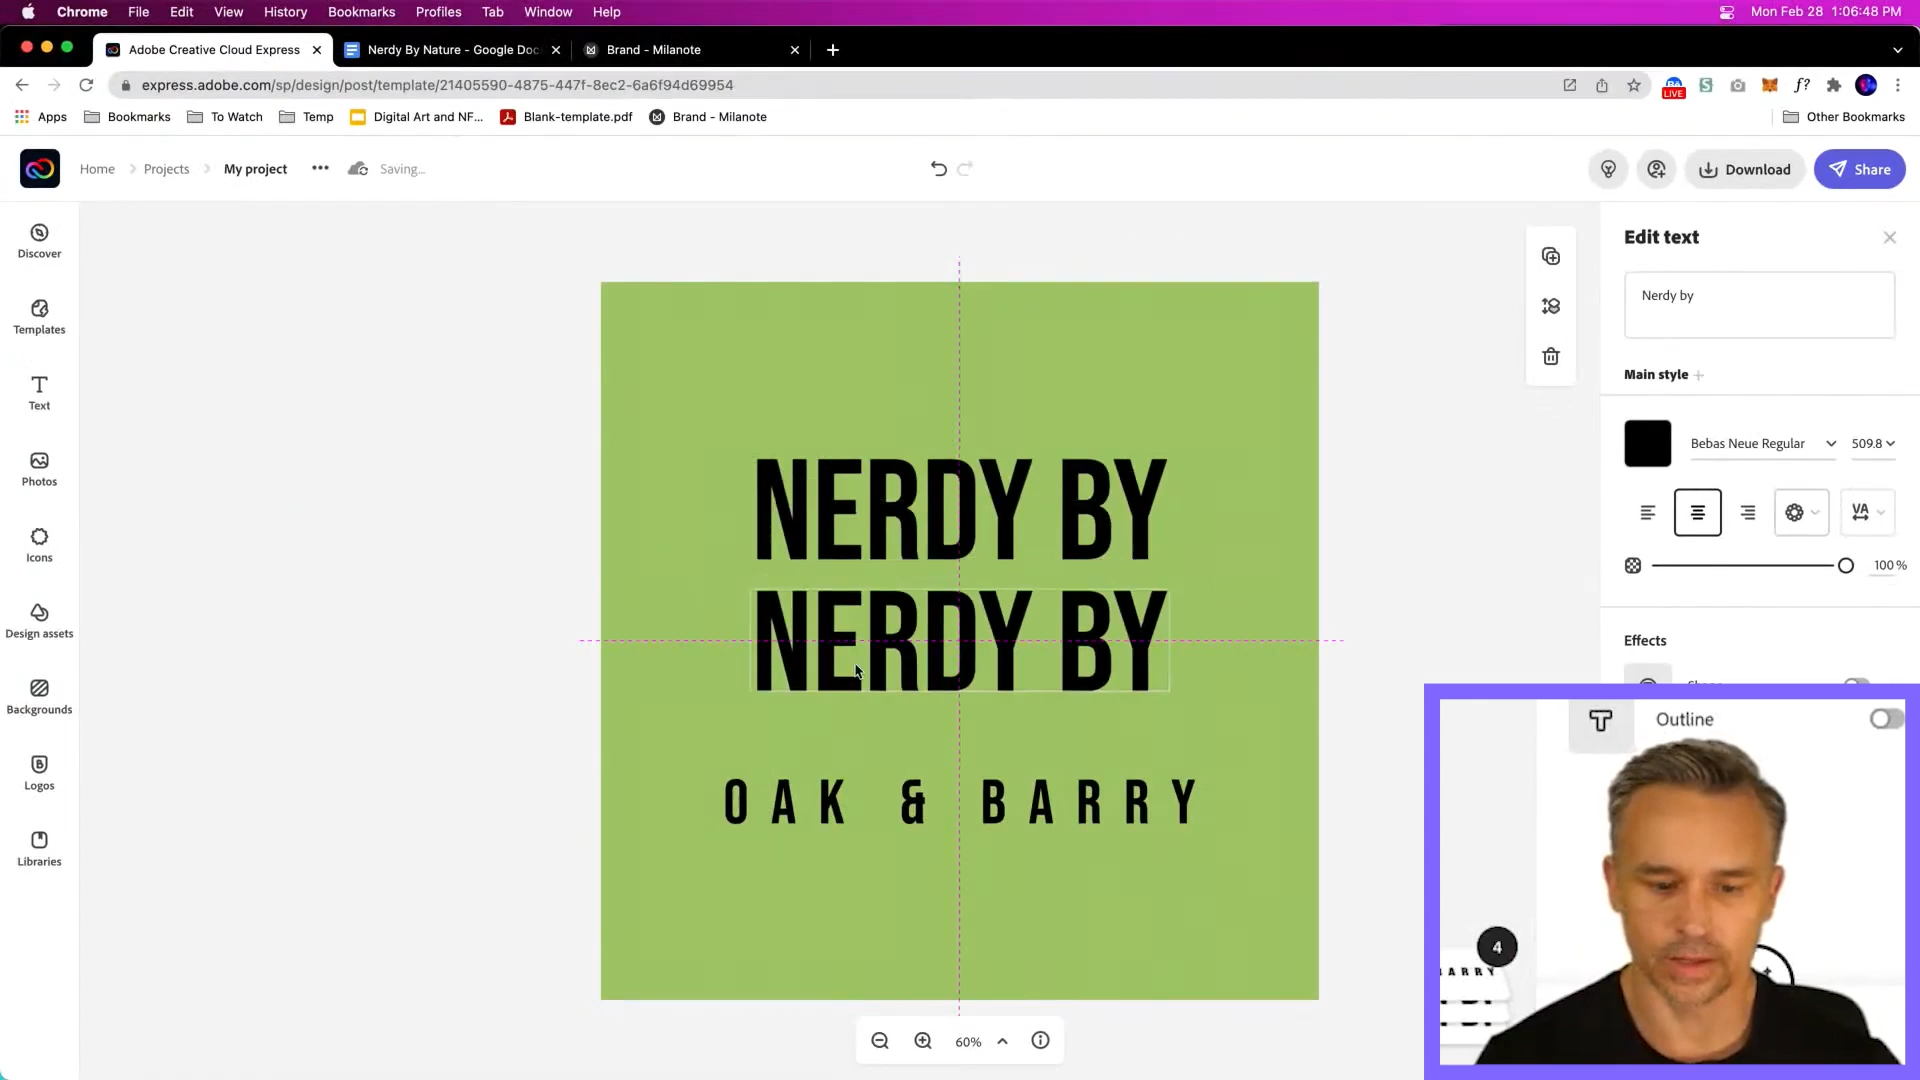 Chrome File Edit View History Bookmarks Profiles Tab Window Help
Mon Feb 28 1:06:48 PM
Adobe Creative Cloud Express
Nerdy By Nature - Google Doc
Brand - Milanote
express.adobe.com/sp/design/post/template/21405590-4875-447f-8ec2-6a6f94d69954
LIVE
f?
Apps Bookmarks To Watch Temp Digital Art and NF... Blank-template.pdf Brand - Milanote Other Bookmarks
Home Projects My project Saving...
Download
Share
Discover
Templates
Text
Photos
Icons
Design assets
Backgrounds
Logos
Libraries
NERDY BY
NERDY BY
OAK & BARRY
60%
Edit text
Nerdy by
Main style
Bebas Neue Regular 509.8
VA
100 %
Effects
Outline
4
ARRY